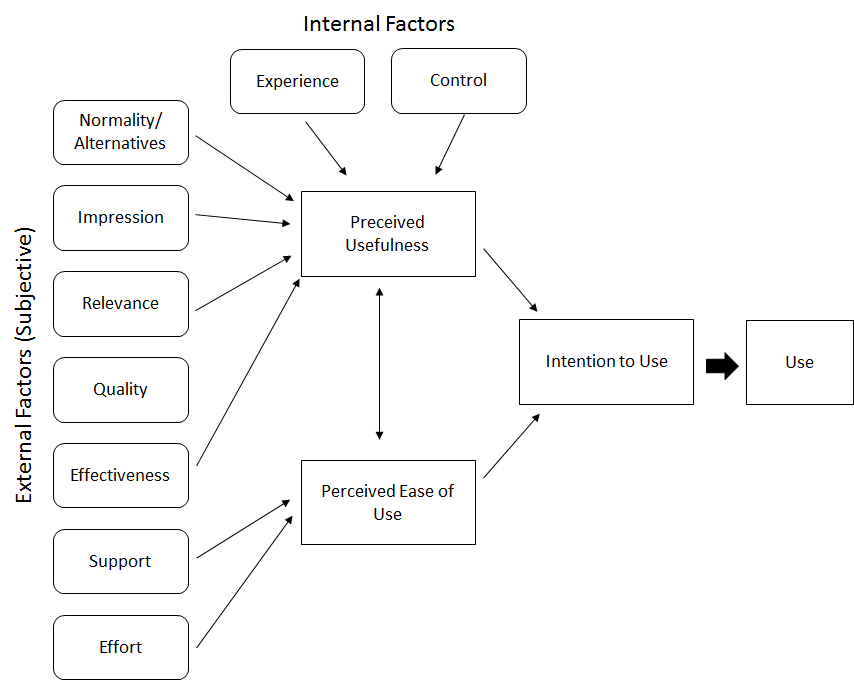 Internal Factors
Experience
Control
Normality/
Alternatives
Impression
Relevance
Quality
Effectiveness
Support
Effort
External Factors (Subjective)
Preceived
Usefulness
Perceived Ease of
Use
Intention to Use
Use